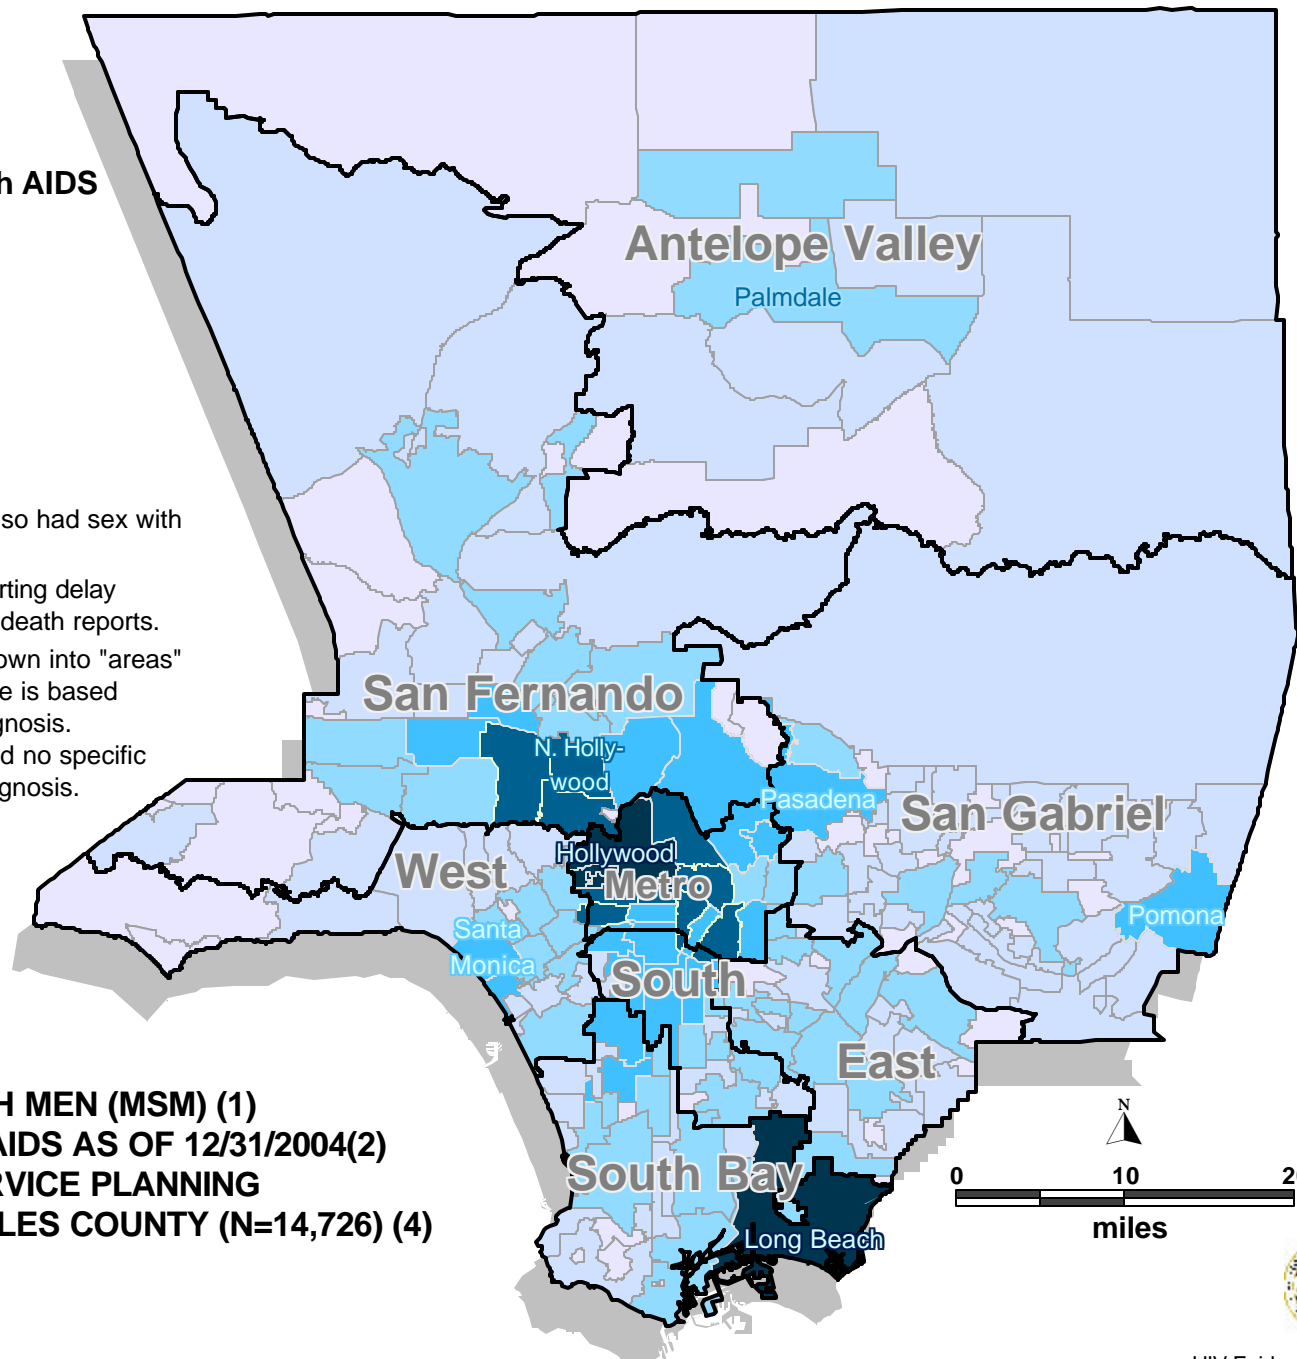 h AIDS
Antelope Valley
Palmdale
so had sex with
rting delay
death reports.
own into "areas"
e is based
gnosis.
d no specific
gnosis.
San Fernando
N. Holly-
wood
Pasadena
San Gabriel
Hollywood
West
Metro
Santa
Monica
Pomona
South
East
H MEN (MSM) (1)
AIDS AS OF 12/31/2004(2)
RVICE PLANNING
LES COUNTY (N=14,726) (4)
South Bay
Long Beach
N
0 10 2
miles